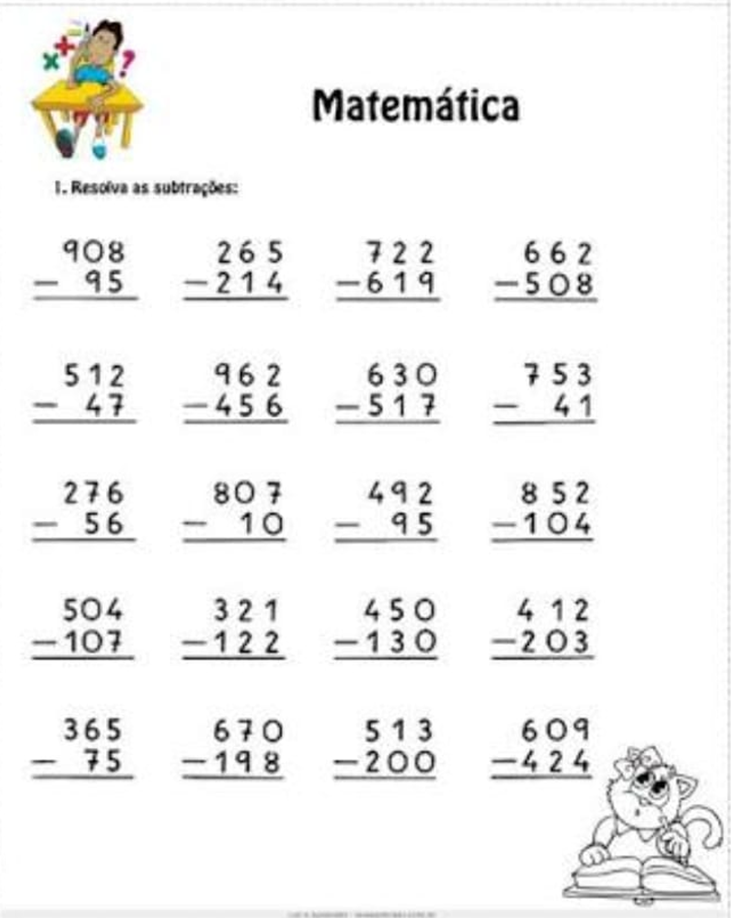 Matemática
1. Resolva as subtrações:
908 265 722 662
- 95 -214 -619 -508
512 962 630 753
- 47 -456 -517 - 41
276 807 492 852
- 56 - 10 - 95 -104
504 321 450 412
-107 -122 -130 -203
365 670 513 609
- 75 -198 -200 -424